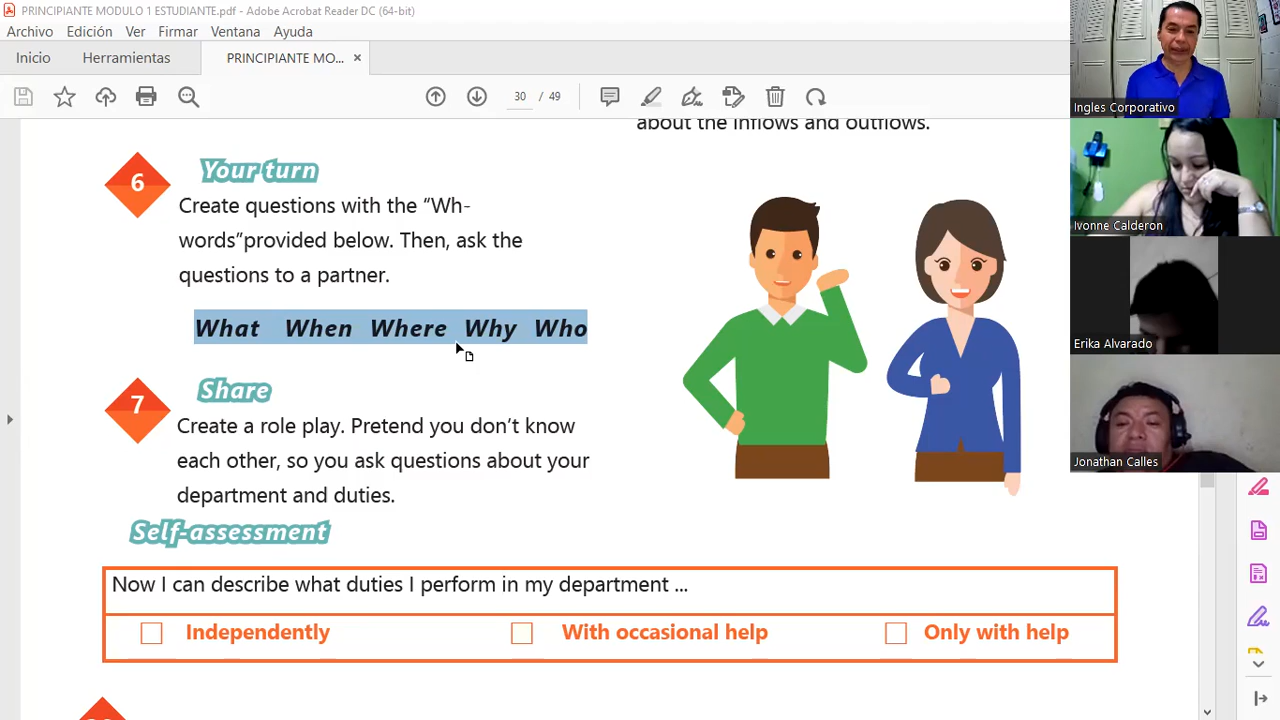 PRINCIPIANTE MODULO 1 ESTUDIANTE.pdf - Adobe Acrobat Reader DC (64-bit)
Archivo Edición Ver Firmar Ventana Ayuda
Inicio Herramientas PRINCIPIANTE MO... ×
30 / 49
about the inflows and outflows.
6 Your turn
Create questions with the “Wh-
words”provided below. Then, ask the
questions to a partner.
What When Where Why Who
7 Share
Create a role play. Pretend you don’t know
each other, so you ask questions about your
department and duties.
Self-assessment
Now I can describe what duties I perform in my department ...
Independently With occasional help Only with help
Ingles Corporativo
Ivonne Calderon
Erika Alvarado
Jonathan Calles